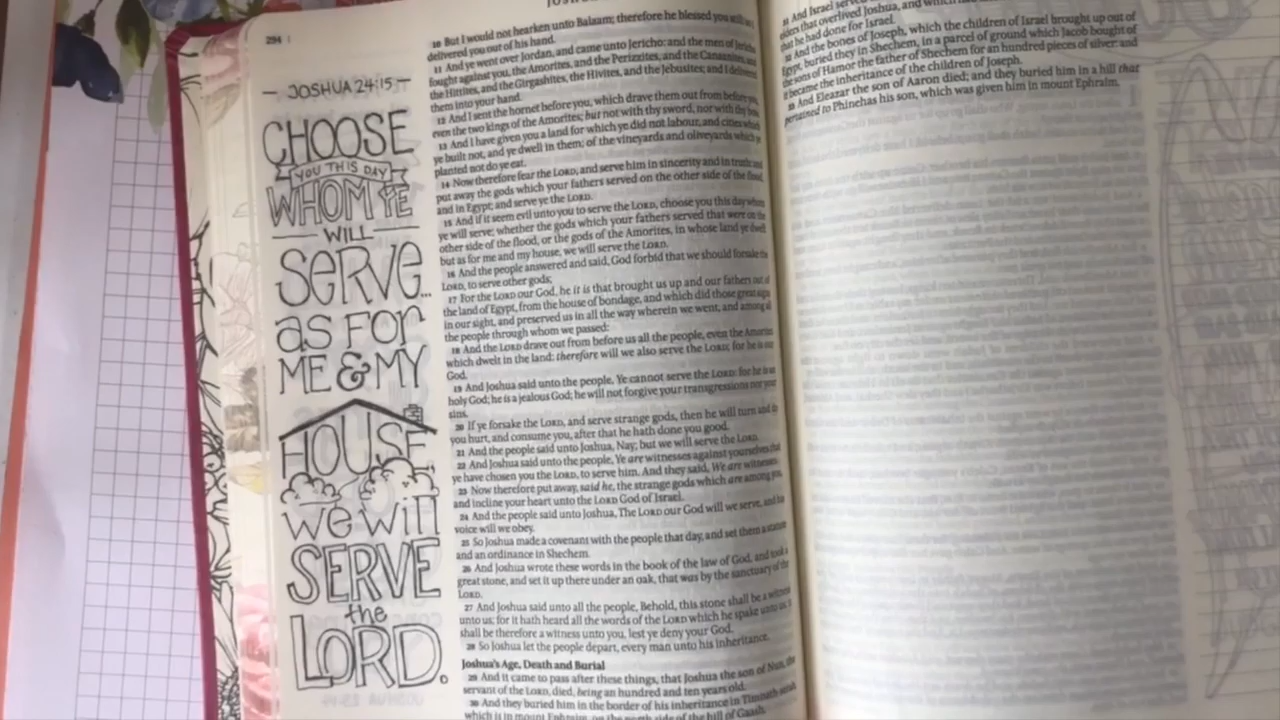 294
— JOSHUA 24:15 —
CHOOSE
YOU THIS DAY
WHOM YE
WILL
SERVE...
as FOR
ME & MY
HOUSE
we will
SERVE
the
LORD.
10 But I would not hearken unto Balaam; therefore he blessed you still:
delivered you out of his hand.
11 And ye went over Jordan, and came unto Jericho: and the men of Jericho
fought against you, the Amorites, and the Perizzites, and the Canaanites,
the Hittites, and the Girgashites, the Hivites, and the Jebusites; and I delivered
them into your hand.
12 And I sent the hornet before you, which drave them out from before you,
even the two kings of the Amorites; but not with thy sword, nor with thy bow.
13 And I have given you a land for which ye did not labour, and cities which
ye built not, and ye dwell in them; of the vineyards and oliveyards which ye
planted not do ye eat.
14 Now therefore fear the LORD, and serve him in sincerity and in truth: and
put away the gods which your fathers served on the other side of the flood,
and in Egypt; and serve ye the LORD.
15 And if it seem evil unto you to serve the LORD, choose you this day whom
ye will serve; whether the gods which your fathers served that were on the
other side of the flood, or the gods of the Amorites, in whose land ye dwell:
but as for me and my house, we will serve the LORD.
16 And the people answered and said, God forbid that we should forsake the
LORD, to serve other gods;
17 For the LORD our God, he it is that brought us up and our fathers out of
the land of Egypt, from the house of bondage, and which did those great signs
in our sight, and preserved us in all the way wherein we went, and among all
the people through whom we passed:
18 And the LORD drave out from before us all the people, even the Amorites
which dwelt in the land: therefore will we also serve the LORD; for he is our
God.
19 And Joshua said unto the people, Ye cannot serve the LORD: for he is an
holy God; he is a jealous God; he will not forgive your transgressions nor your
sins.
20 If ye forsake the LORD, and serve strange gods, then he will turn and do
you hurt, and consume you, after that he hath done you good.
21 And the people said unto Joshua, Nay; but we will serve the LORD.
22 And Joshua said unto the people, Ye are witnesses against yourselves that
ye have chosen you the LORD, to serve him. And they said, We are witnesses.
23 Now therefore put away, said he, the strange gods which are among you,
and incline your heart unto the LORD God of Israel.
24 And the people said unto Joshua, The LORD our God will we serve, and his
voice will we obey.
25 So Joshua made a covenant with the people that day, and set them a statute
and an ordinance in Shechem.
26 And Joshua wrote these words in the book of the law of God, and took a
great stone, and set it up there under an oak, that was by the sanctuary of the
LORD.
27 And Joshua said unto all the people, Behold, this stone shall be a witness
unto us; for it hath heard all the words of the LORD which he spake unto us: it
shall be therefore a witness unto you, lest ye deny your God.
28 So Joshua let the people depart, every man unto his inheritance.
Joshua's Age, Death and Burial
29 And it came to pass after these things, that Joshua the son of Nun, the
servant of the LORD, died, being an hundred and ten years old.
30 And they buried him in the border of his inheritance in Timnath
which is in mount Ephraim, on the north side of the hill of Gaash.
31 And Israel served
elders that overlived Joshua, and which
that he had done for Israel.
32 And the bones of Joseph, which the children of Israel brought up out of
Egypt, buried they in Shechem, in a parcel of ground which Jacob bought of
the sons of Hamor the father of Shechem for an hundred pieces of silver: and
it became the inheritance of the children of Joseph.
33 And Eleazar the son of Aaron died; and they buried him in a hill that
pertained to Phinehas his son, which was given him in mount Ephraim.